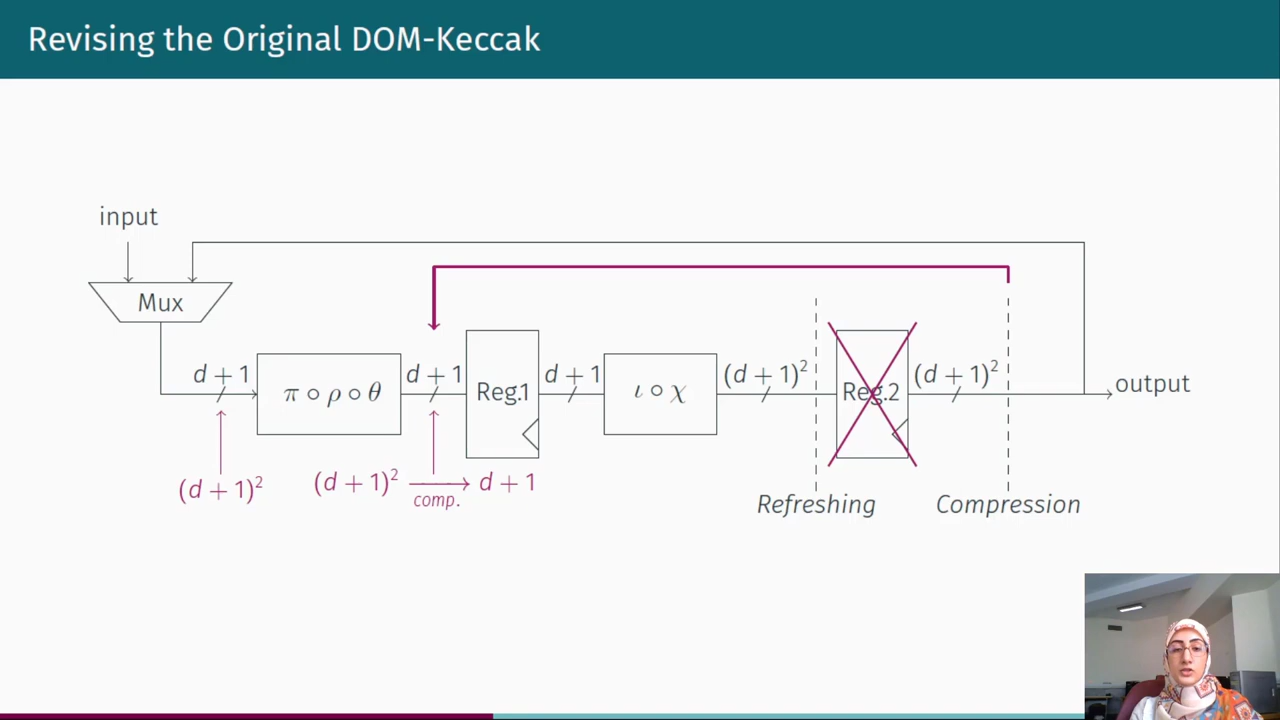 Revising the Original DOM-Keccak
input
Mux
d + 1
π ∘ ρ ∘ θ
d + 1
Reg.1
d + 1
ι ∘ χ
(d + 1)²
Reg.2
(d + 1)²
output
(d + 1)²
(d + 1)² → d + 1
comp.
Refreshing
Compression